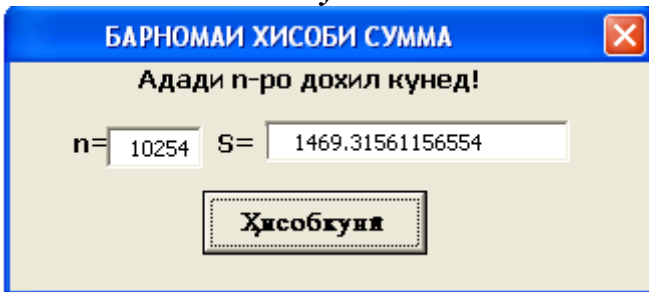 БАРНОМАИ ХИСОБИ СУММА
Адади n-ро дохил кунед!
n= 10254 S= 1469.31561156554
Ҳисобкунӣ